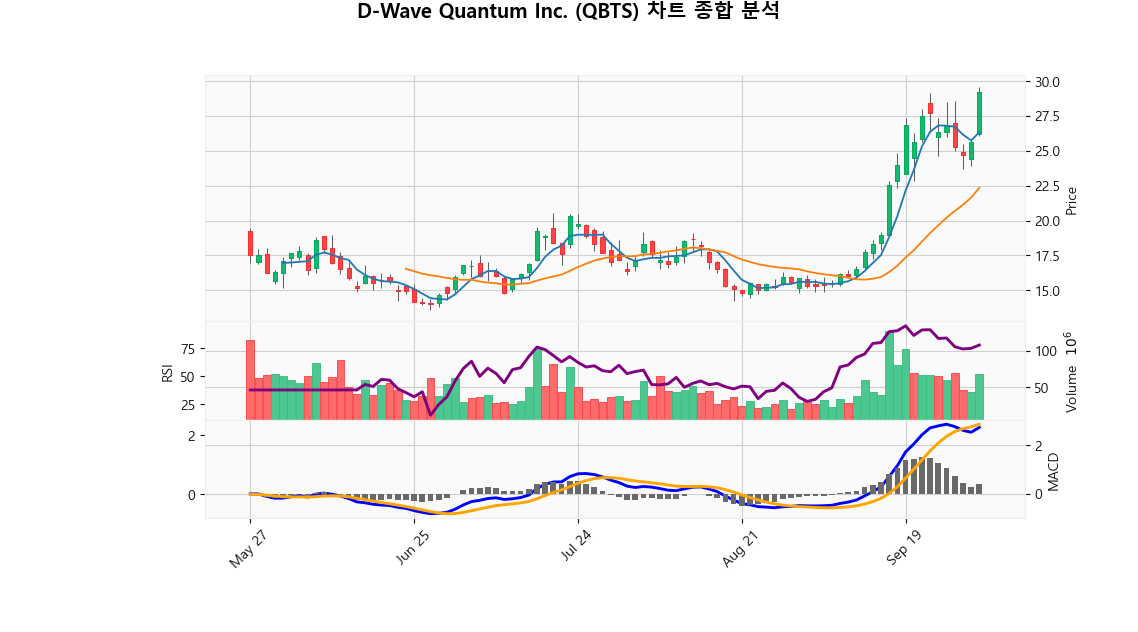 D-Wave Quantum Inc. (QBTS) 차트 종합 분석
30.0
27.5
25.0
22.5
20.0
17.5
15.0
Price
75
50
25
RSI
100
50
Volume 10⁶
2
0
2
0
MACD
May 27
Jun 25
Jul 24
Aug 21
Sep 19